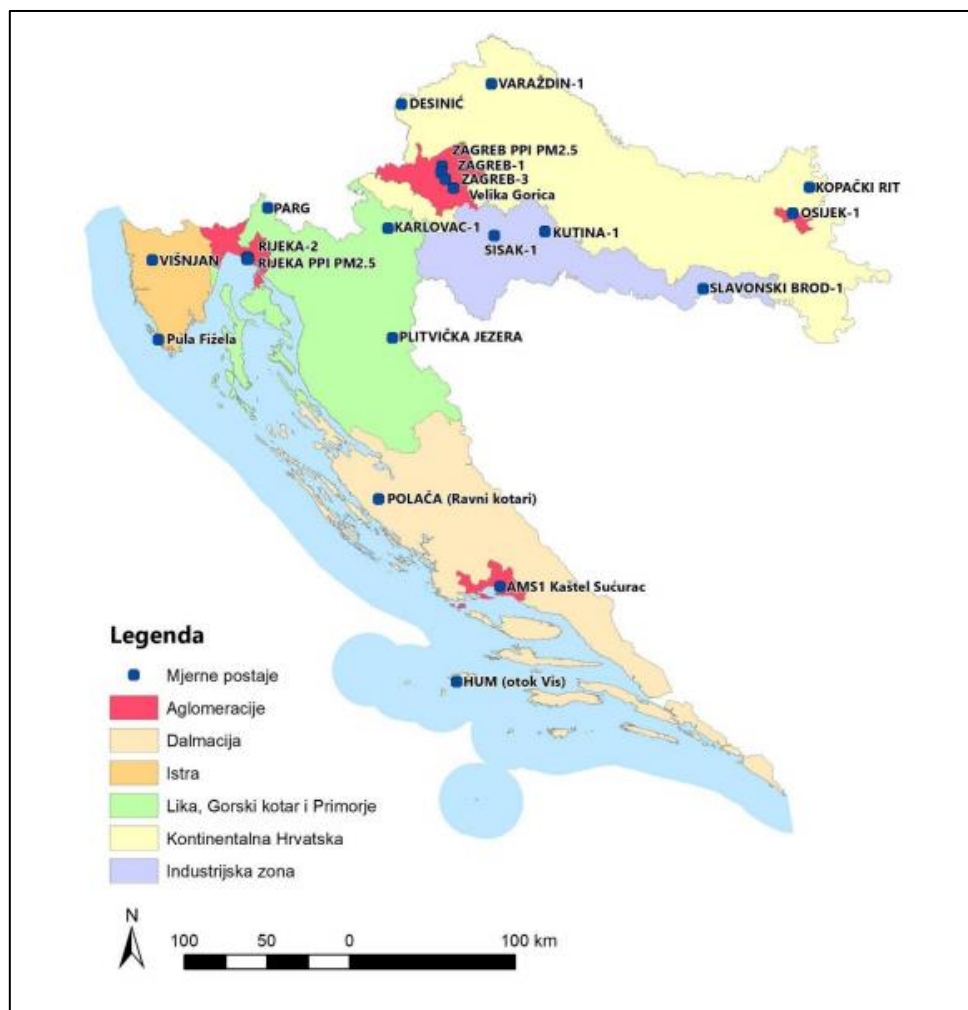 VARAŽDIN-1
DESINIĆ
ZAGREB PPI PM2.5
ZAGREB-1
ZAGREB-3
Velika Gorica
KOPAČKI RIT
OSIJEK-1
PARG
KARLOVAC-1
KUTINA-1
SISAK-1
RIJEKA-2
RIJEKA PPI PM2.5
VIŠNJAN
SLAVONSKI BROD-1
Pula Fižela
PLITVIČKA JEZERA
POLAČA (Ravni kotari)
AMS1 Kaštel Sućurac
HUM (otok Vis)
Legenda
Mjerne postaje
Aglomeracije
Dalmacija
Istra
Lika, Gorski kotar i Primorje
Kontinentalna Hrvatska
Industrijska zona
N
100 50 0 100 km